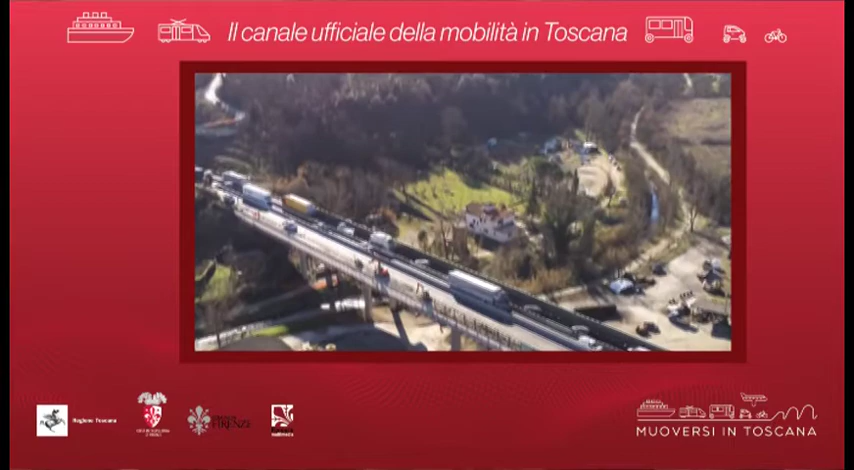 Il canale ufficiale della mobilità in Toscana
Regione Toscana
FIRENZE
MUOVERSI IN TOSCANA